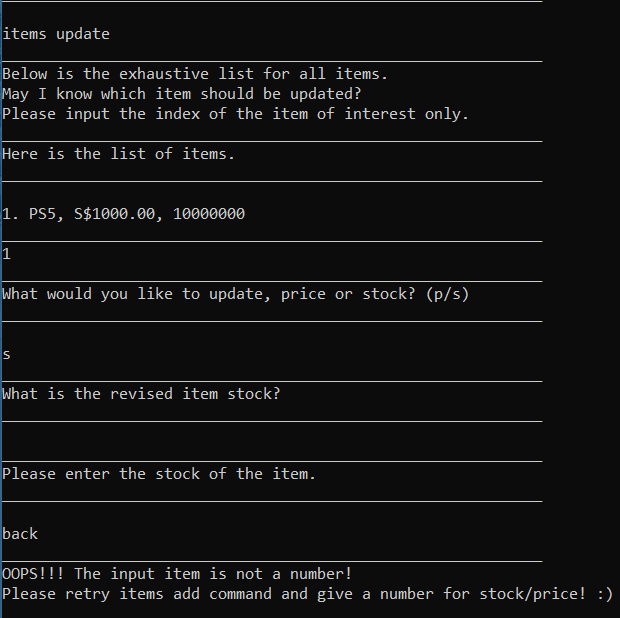 items update
Below is the exhaustive list for all items.
May I know which item should be updated?
Please input the index of the item of interest only.
Here is the list of items.
1. PS5, S$1000.00, 10000000
1
What would you like to update, price or stock? (p/s)
s
What is the revised item stock?
Please enter the stock of the item.
back
OOPS!!! The input item is not a number!
Please retry items add command and give a number for stock/price! :)